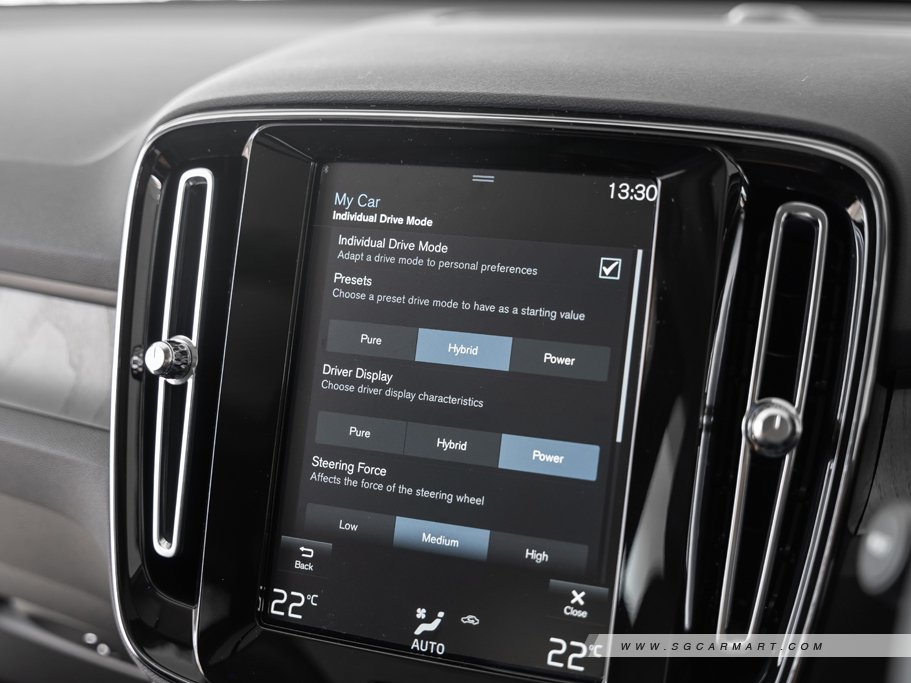 13:30
My Car
Individual Drive Mode
Individual Drive Mode
Adapt a drive mode to personal preferences
Presets
Choose a preset drive mode to have as a starting value
Pure Hybrid Power
Driver Display
Choose driver display characteristics
Pure Hybrid Power
Steering Force
Affects the force of the steering wheel
Low Medium High
Back
Close
22°C
AUTO
22°C
WWW.SGCARMART.COM